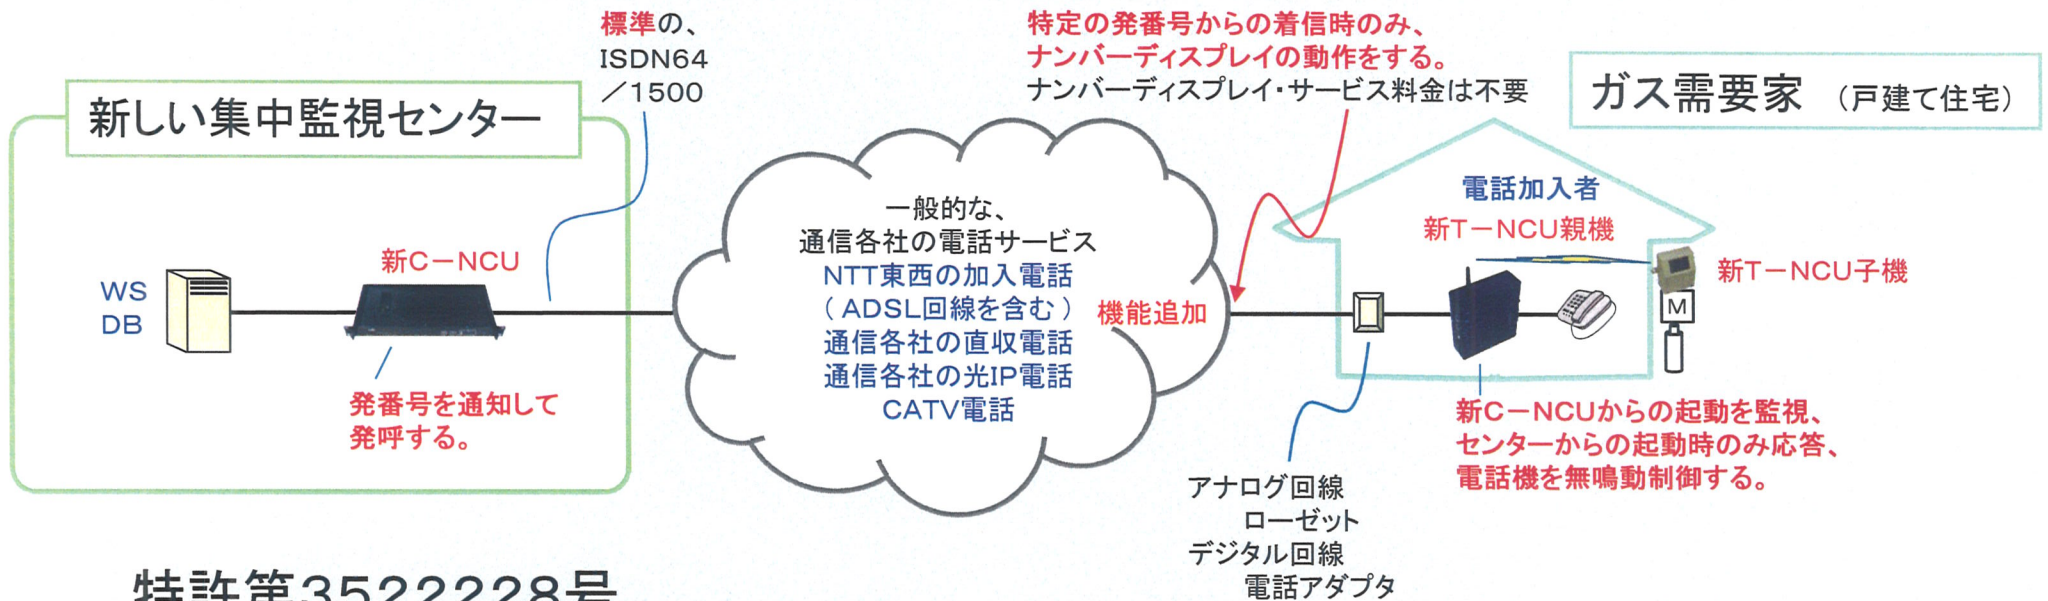 標準の、
ISDN64
／1500
特定の発番号からの着信時のみ、
ナンバーディスプレイの動作をする。
ナンバーディスプレイ・サービス料金は不要
ガス需要家 （戸建て住宅）
新しい集中監視センター
WS
DB
新C－NCU
発番号を通知して
発呼する。
一般的な、
通信各社の電話サービス
NTT東西の加入電話
（ADSL回線を含む）
通信各社の直収電話
通信各社の光IP電話
CATV電話
機能追加
電話加入者
新T－NCU親機
新T－NCU子機
M
新C－NCUからの起動を監視、
センターからの起動時のみ応答、
電話機を無鳴動制御する。
アナログ回線
ローゼット
デジタル回線
電話アダプタ
特許第3522228号